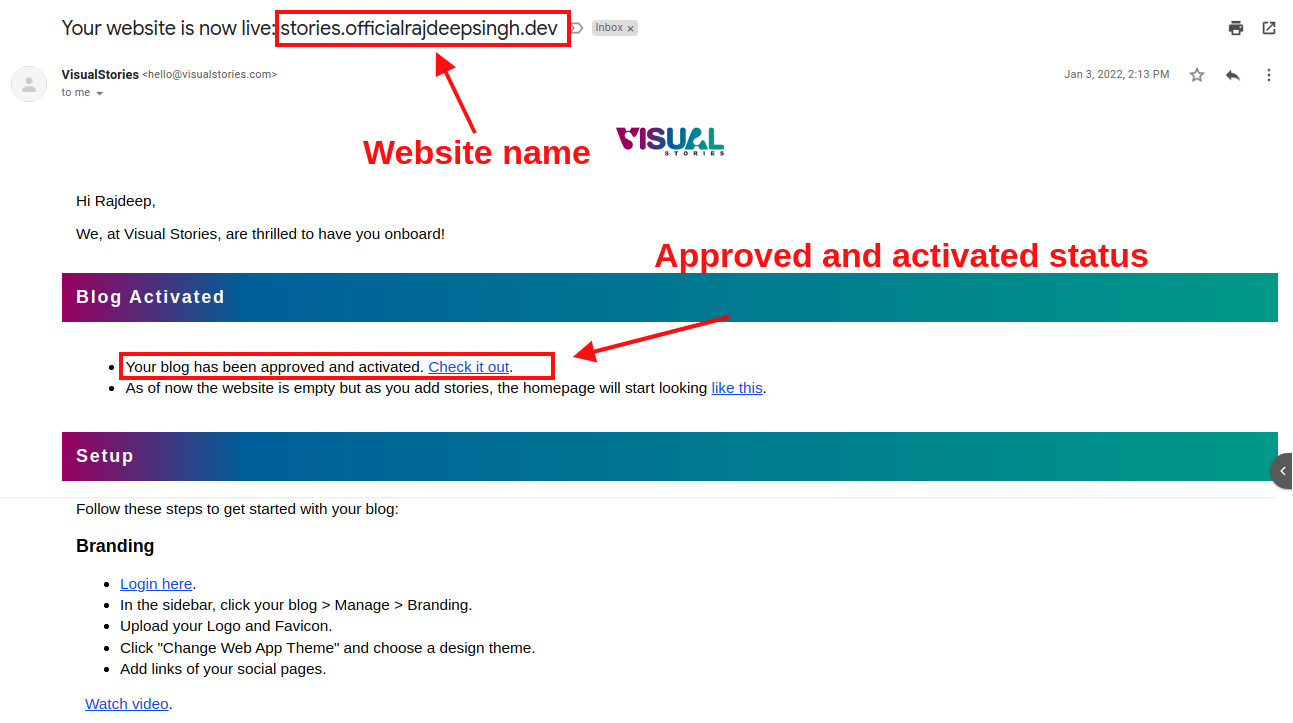 Your website is now live: stories.officialrajdeepsingh.dev Inbox x
VisualStories <hello@visualstories.com> Jan 3, 2022, 2:13 PM
to me
Website name
VISUAL
STORIES
Hi Rajdeep,
We, at Visual Stories, are thrilled to have you onboard!
Approved and activated status
Blog Activated
• Your blog has been approved and activated. Check it out.
• As of now the website is empty but as you add stories, the homepage will start looking like this.
Setup
Follow these steps to get started with your blog:
Branding
• Login here.
• In the sidebar, click your blog > Manage > Branding.
• Upload your Logo and Favicon.
• Click "Change Web App Theme" and choose a design theme.
• Add links of your social pages.
Watch video.